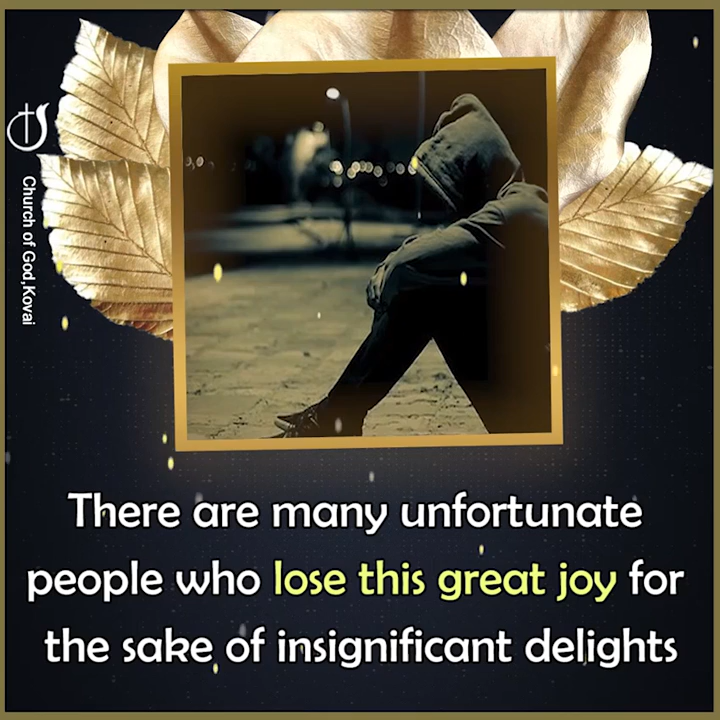 Church of God,Kovai
There are many unfortunate
people who lose this great joy for
the sake of insignificant delights